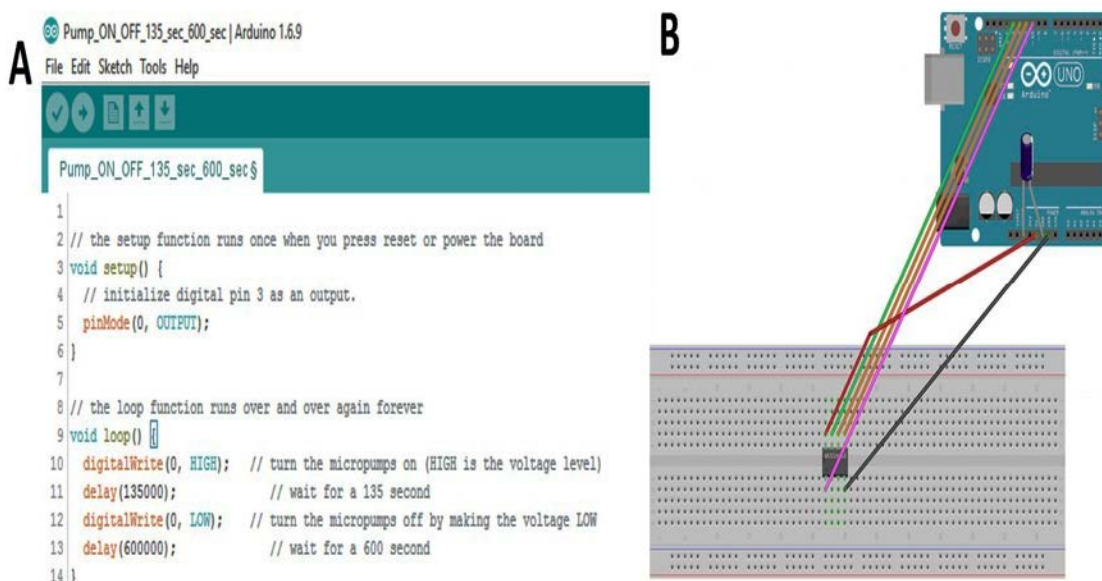 A
Pump_ON_OFF_135_sec_600_sec | Arduino 1.6.9
File Edit Sketch Tools Help
Pump_ON_OFF_135_sec_600_sec §
1
2 // the setup function runs once when you press reset or power the board
3 void setup() {
4 // initialize digital pin 3 as an output.
5 pinMode(0, OUTPUT);
6 }
7
8 // the loop function runs over and over again forever
9 void loop() {
10 digitalWrite(0, HIGH); // turn the micropumps on (HIGH is the voltage level)
11 delay(135000); // wait for a 135 second
12 digitalWrite(0, LOW); // turn the micropumps off by making the voltage LOW
13 delay(600000); // wait for a 600 second
14 }
B
RESET
UNO
Arduino